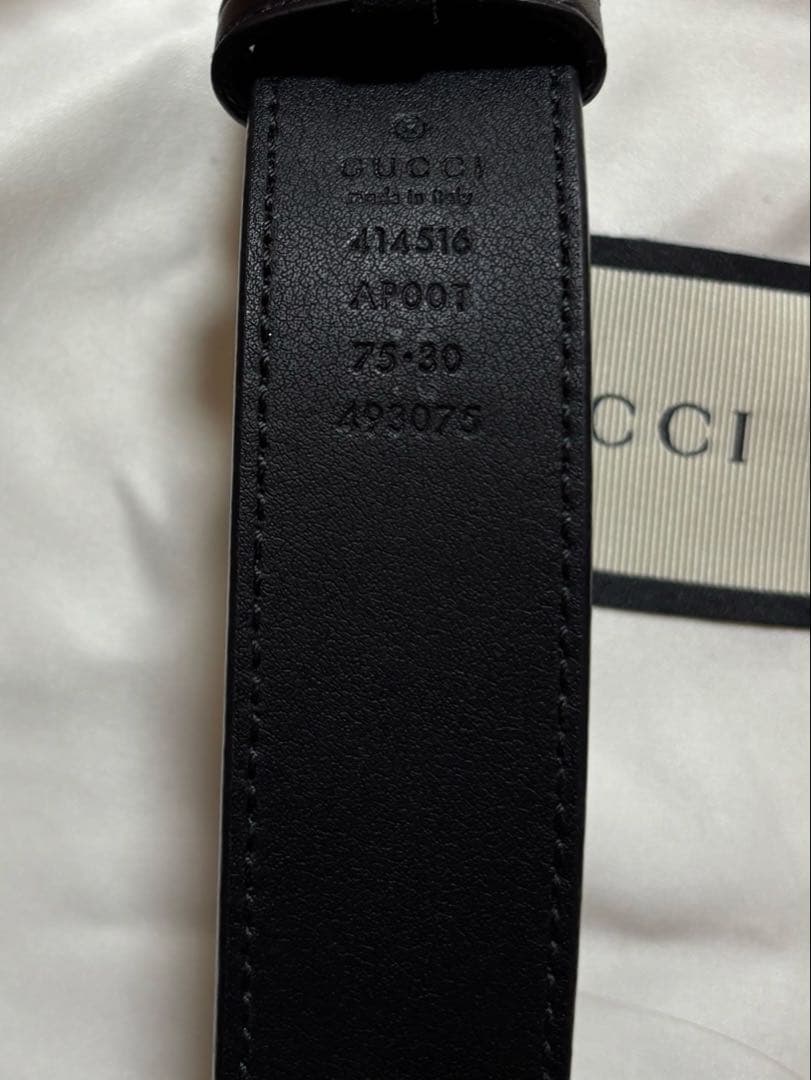 GUCCI
made in Italy
414516
AP00T
75·30
493075
CCI